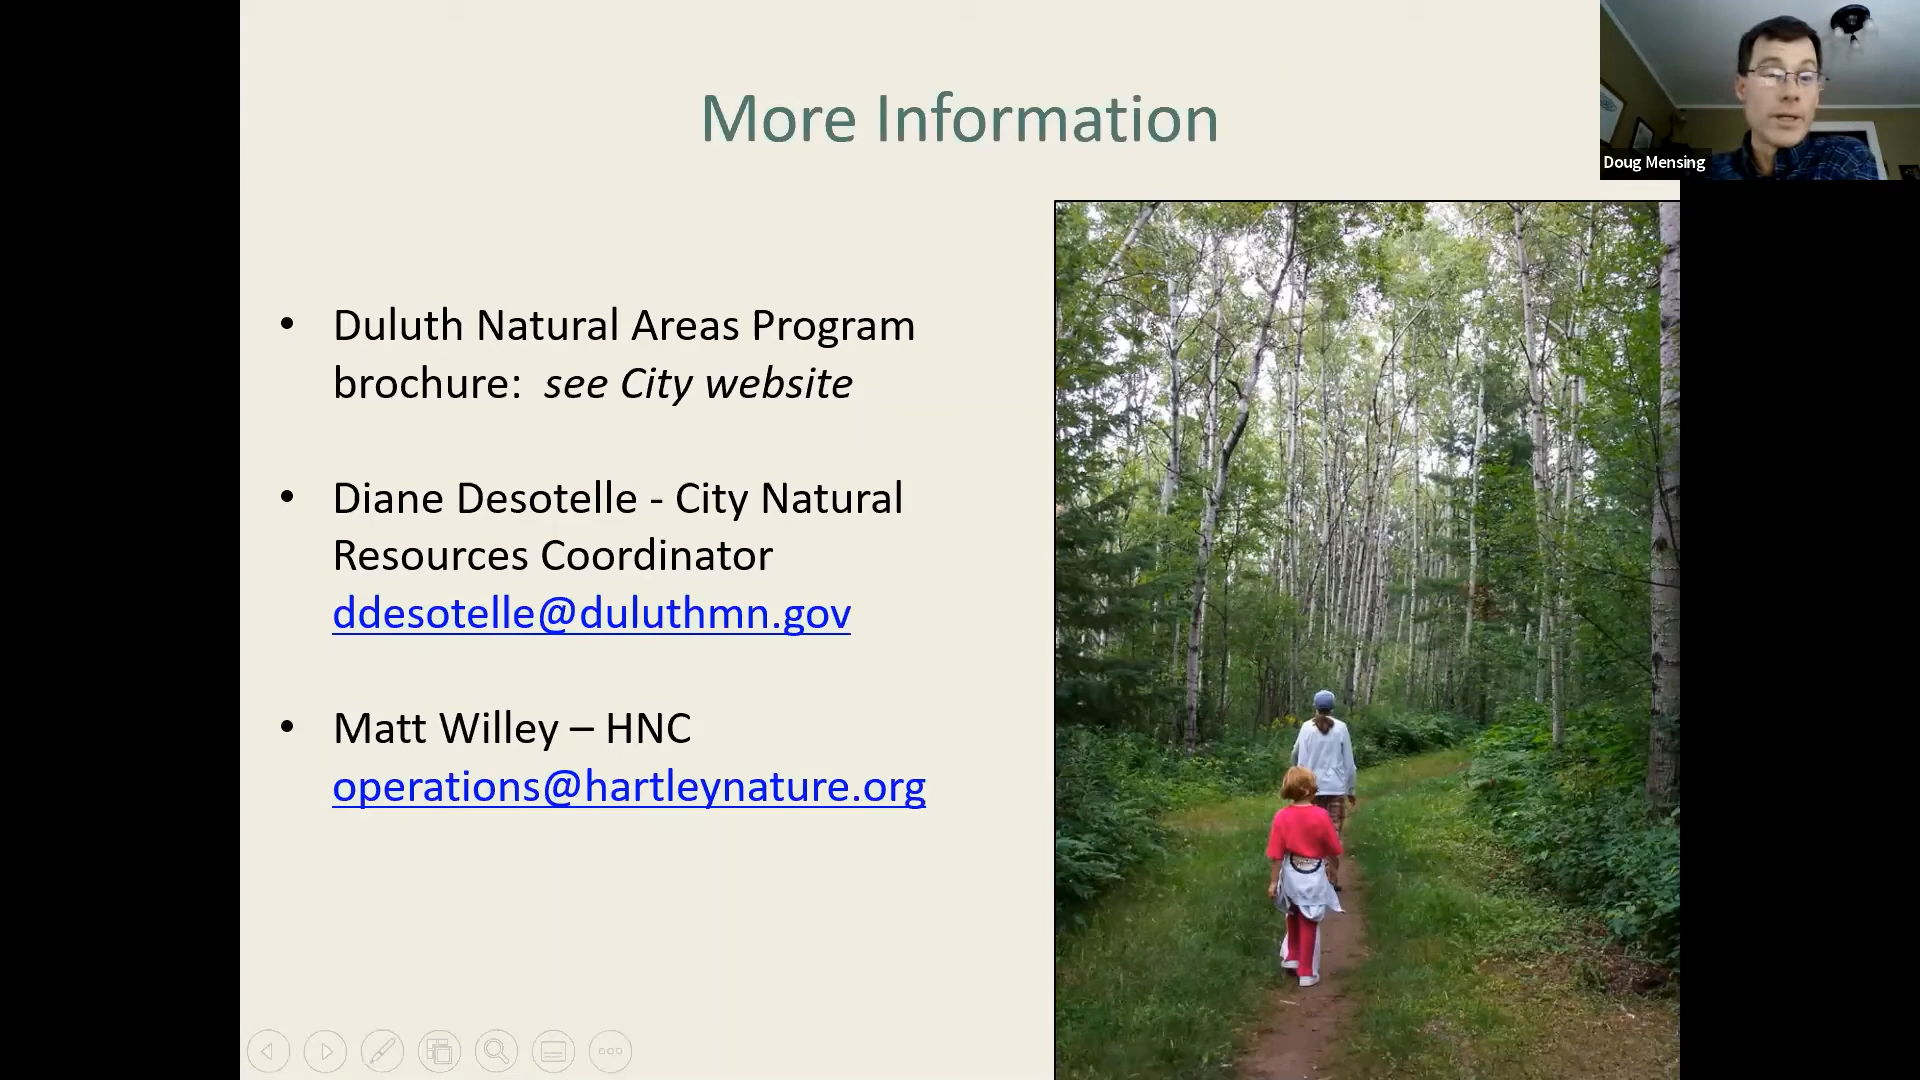 More Information
Doug Mensing
• Duluth Natural Areas Program
brochure: see City website
• Diane Desotelle - City Natural
Resources Coordinator
ddesotelle@duluthmn.gov
• Matt Willey – HNC
operations@hartleynature.org